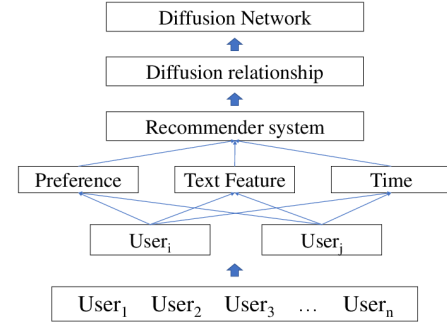 Diffusion Network
Diffusion relationship
Recommender system
Preference Text Feature Time
Userᵢ Userⱼ
User₁ User₂ User₃ … Userₙ